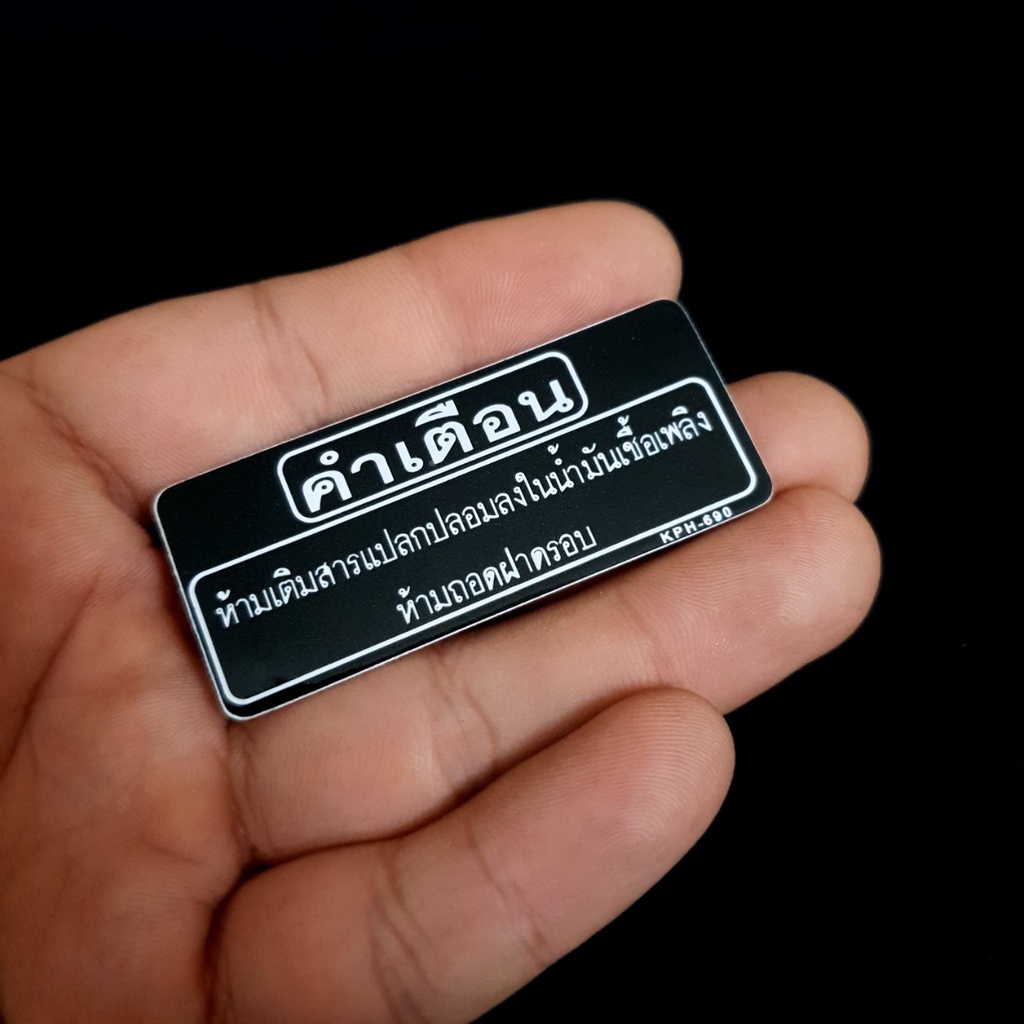 คำเตือน
ห้ามเติมสารแปลกปลอมลงในน้ำมันเชื้อเพลิง
ห้ามถอดฝาครอบ
KPH-690